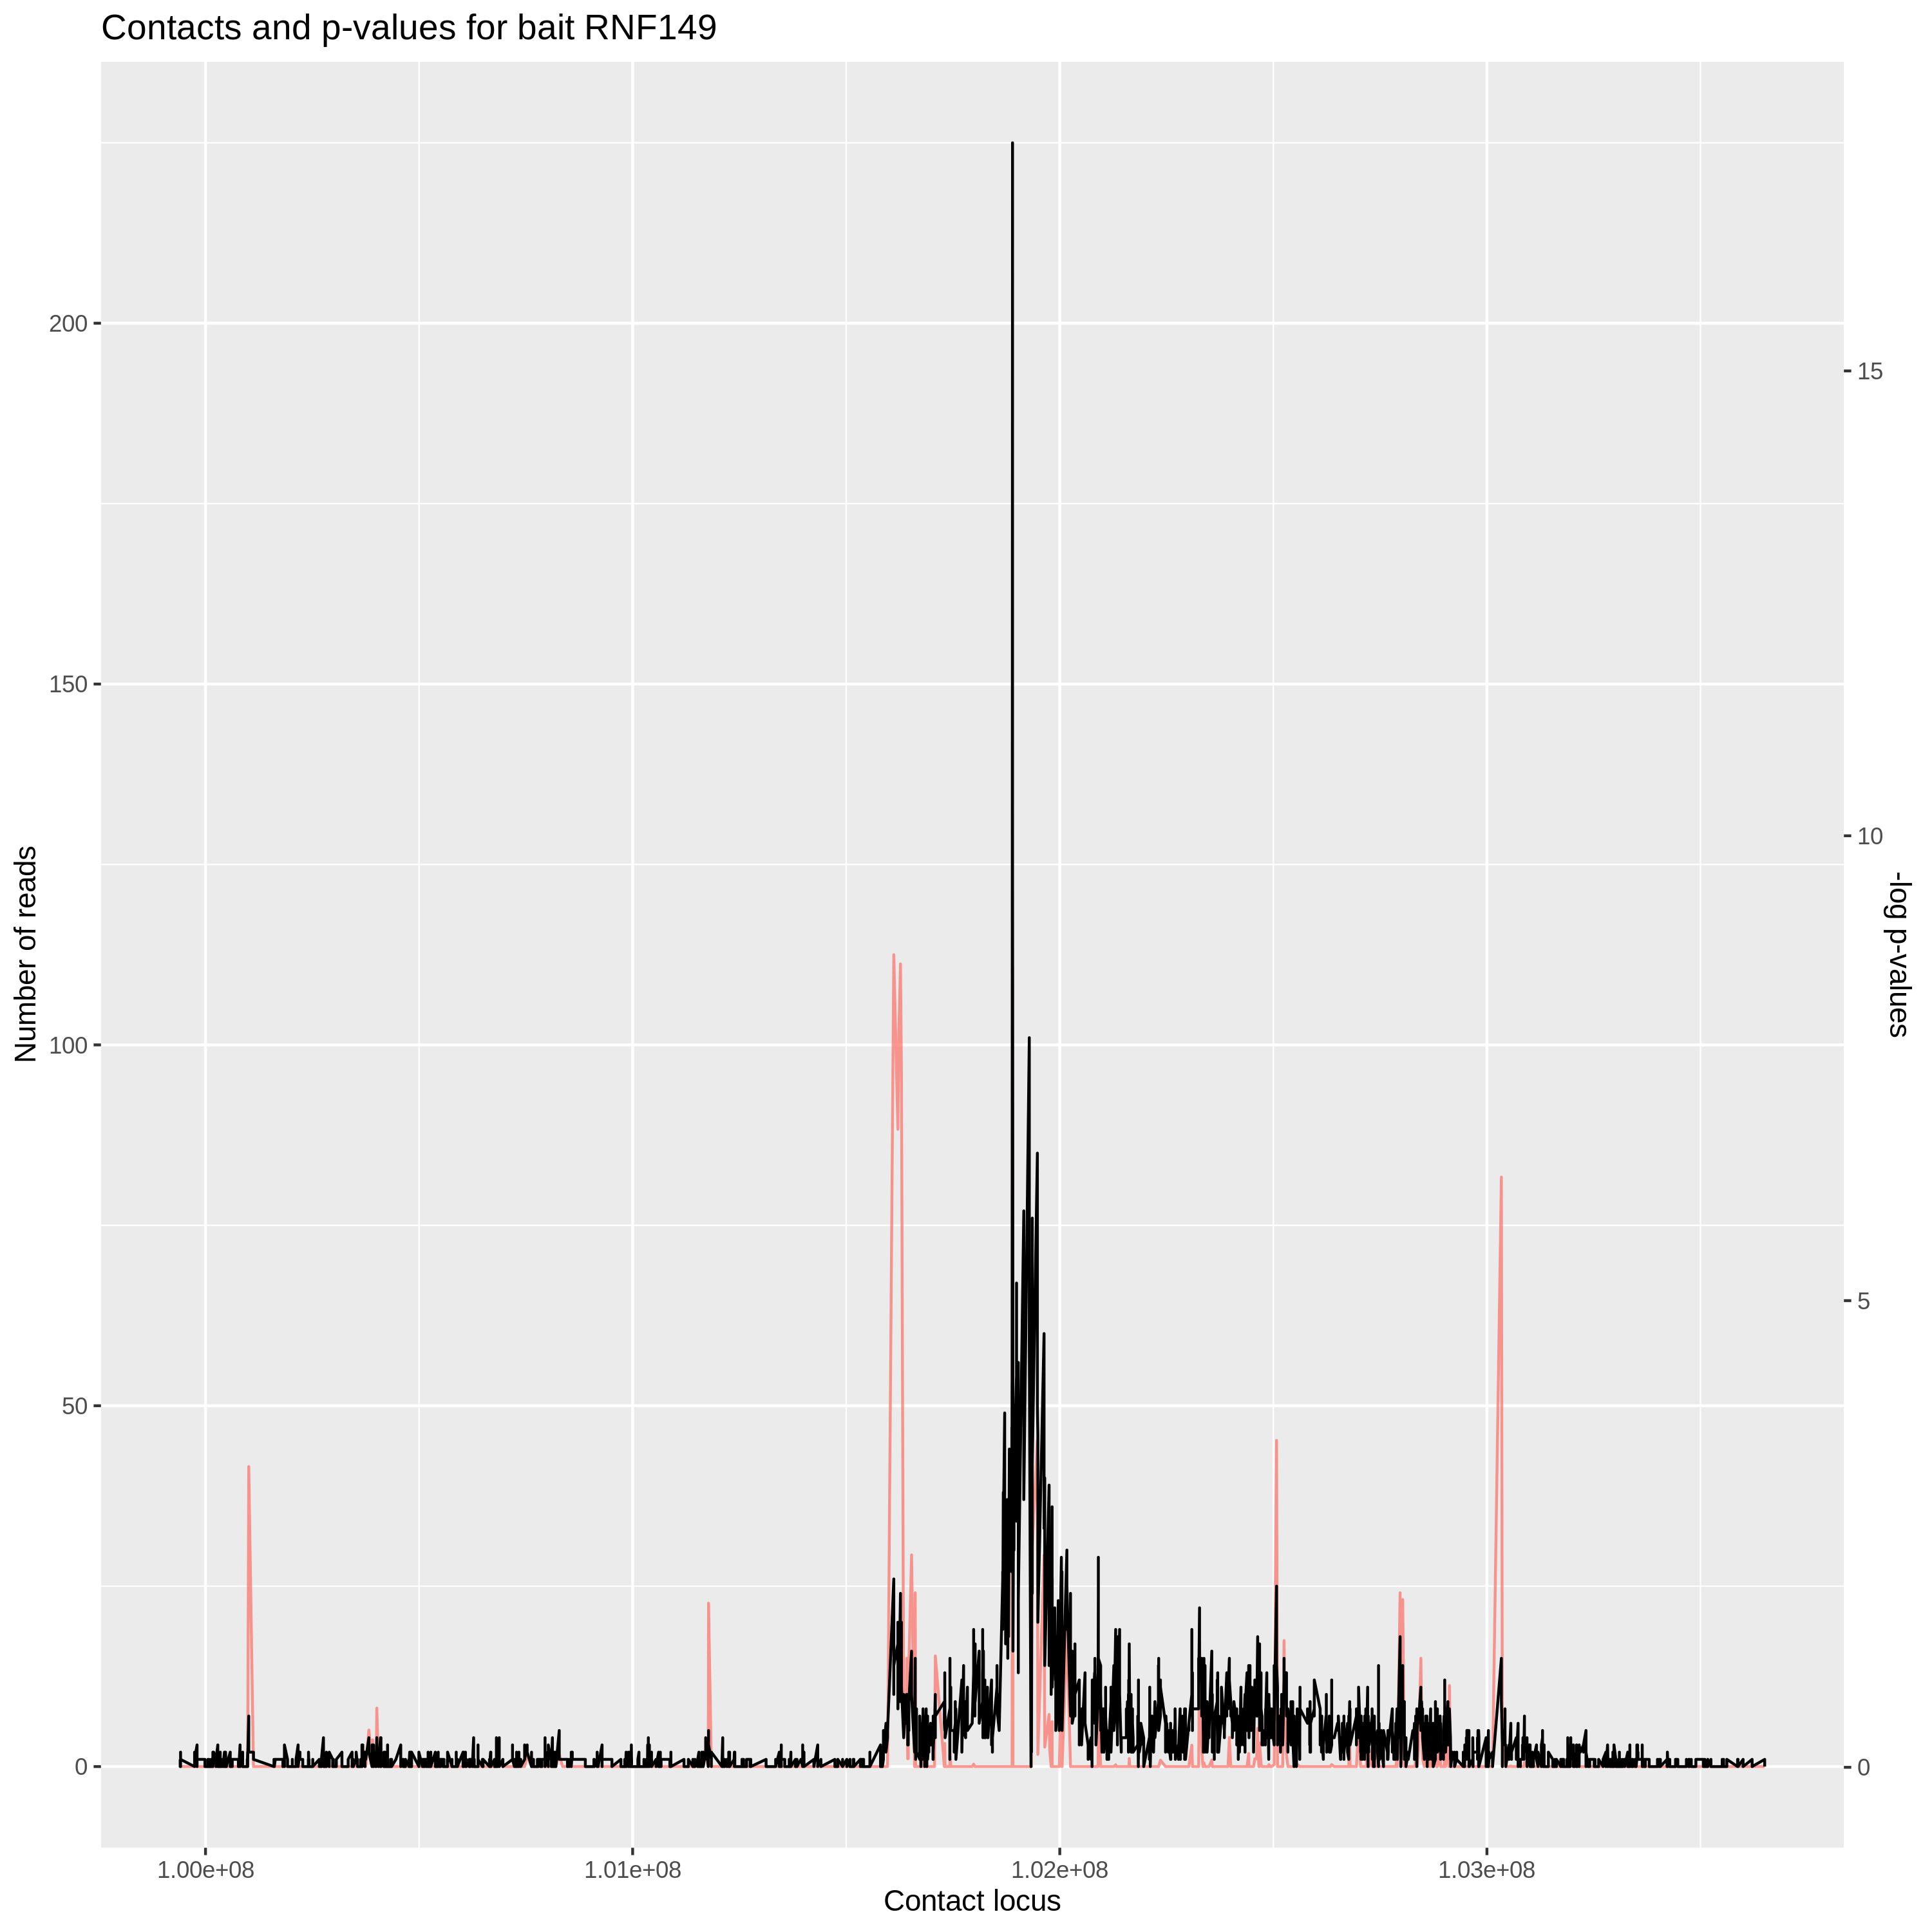 Contacts and p-values for bait RNF149
200
150
100
50
0
Number of reads
15
10
5
0
-log p-values
1.00e+08
1.01e+08
1.02e+08
1.03e+08
Contact locus